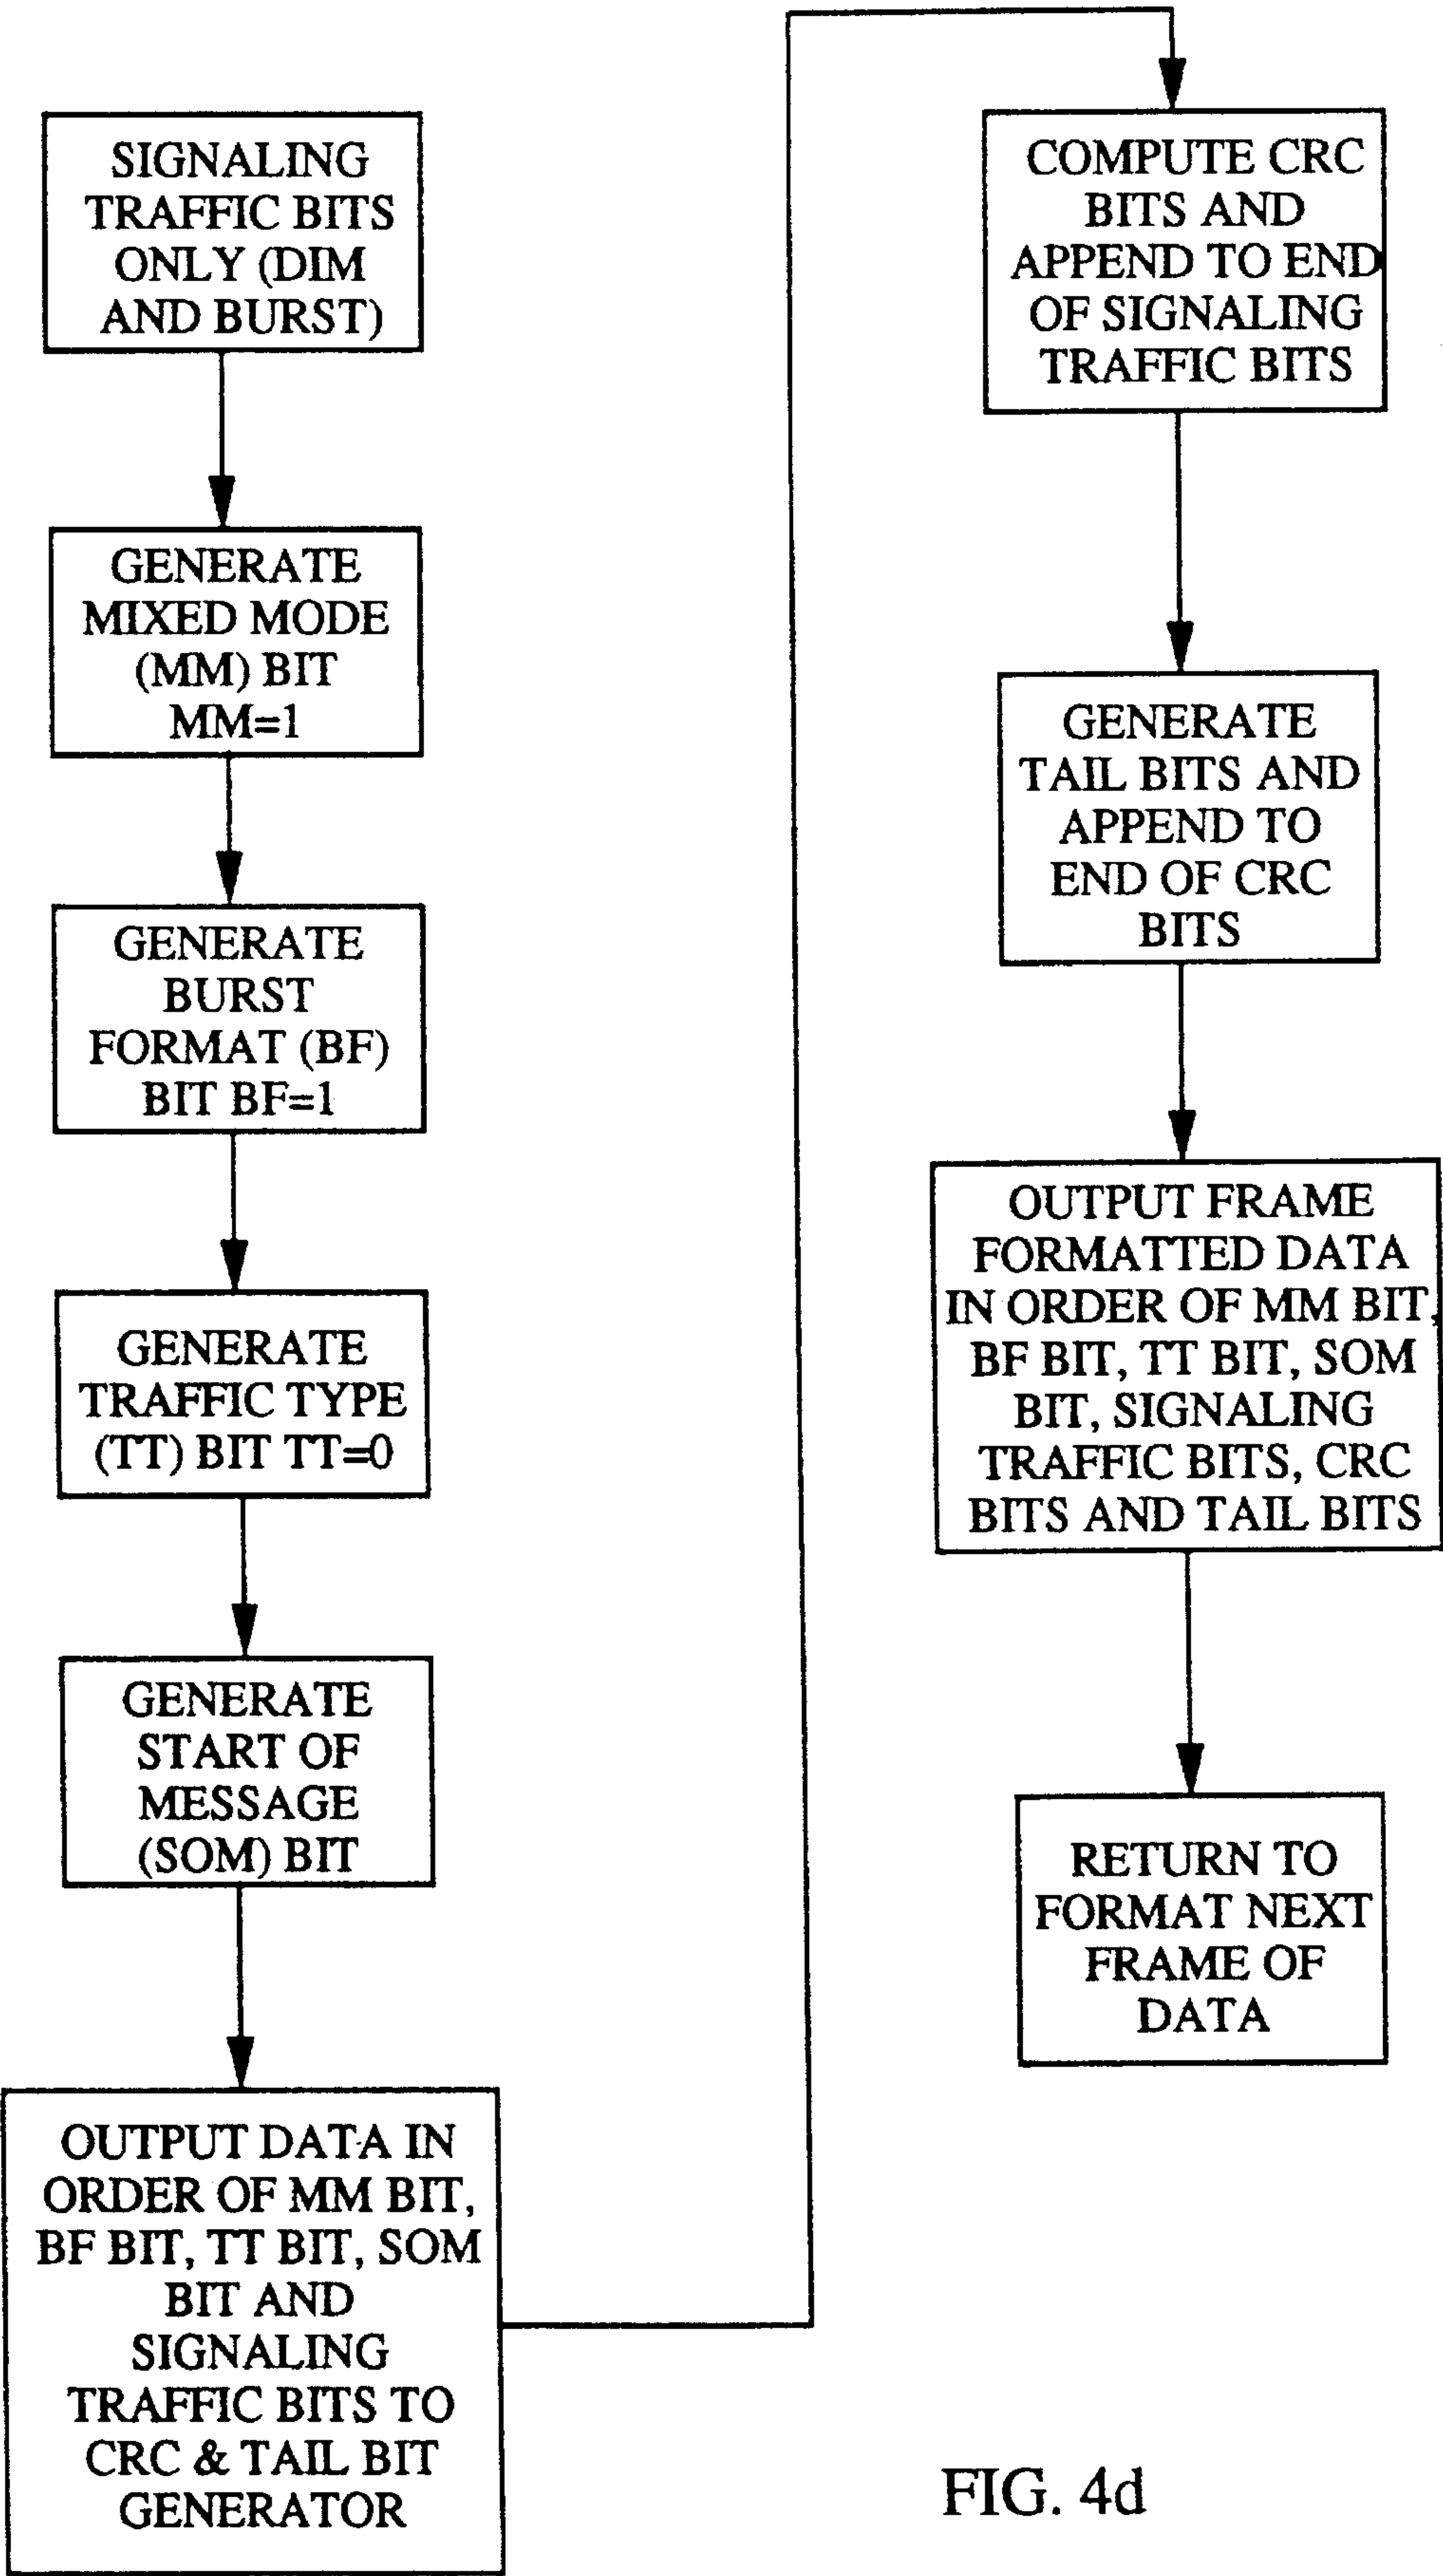 SIGNALING
TRAFFIC BITS
ONLY (DIM
AND BURST)
GENERATE
MIXED MODE
(MM) BIT
MM=1
GENERATE
BURST
FORMAT (BF)
BIT BF=1
GENERATE
TRAFFIC TYPE
(TT) BIT TT=0
GENERATE
START OF
MESSAGE
(SOM) BIT
OUTPUT DATA IN
ORDER OF MM BIT,
BF BIT, TT BIT, SOM
BIT AND
SIGNALING
TRAFFIC BITS TO
CRC & TAIL BIT
GENERATOR
COMPUTE CRC
BITS AND
APPEND TO END
OF SIGNALING
TRAFFIC BITS
GENERATE
TAIL BITS AND
APPEND TO
END OF CRC
BITS
OUTPUT FRAME
FORMATTED DATA
IN ORDER OF MM BIT,
BF BIT, TT BIT, SOM
BIT, SIGNALING
TRAFFIC BITS, CRC
BITS AND TAIL BITS
RETURN TO
FORMAT NEXT
FRAME OF
DATA
FIG. 4d